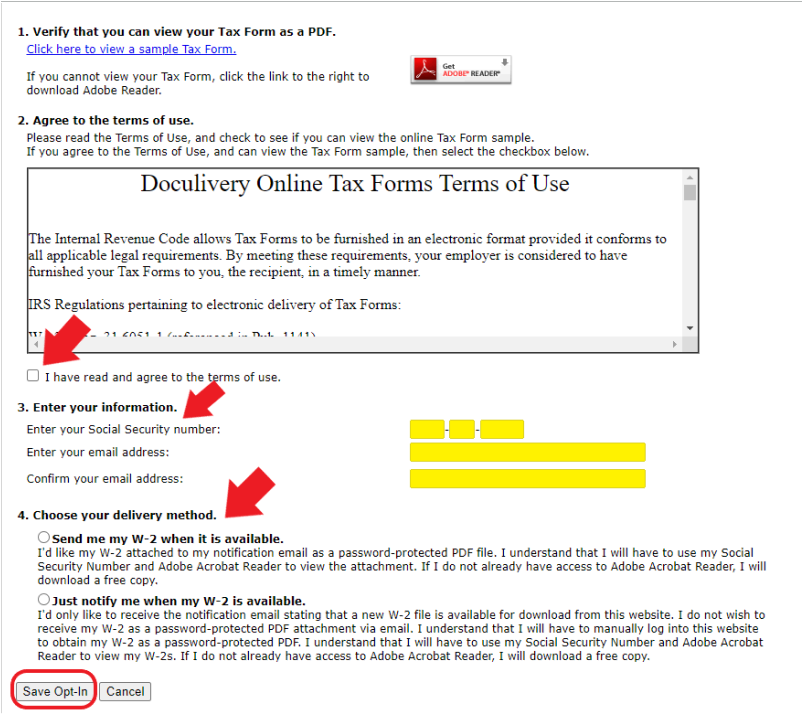 1. Verify that you can view your Tax Form as a PDF.
Click here to view a sample Tax Form.
If you cannot view your Tax Form, click the link to the right to
download Adobe Reader.
Get
ADOBE® READER®
2. Agree to the terms of use.
Please read the Terms of Use, and check to see if you can view the online Tax Form sample.
If you agree to the Terms of Use, and can view the Tax Form sample, then select the checkbox below.
Doculivery Online Tax Forms Terms of Use
The Internal Revenue Code allows Tax Forms to be furnished in an electronic format provided it conforms to
all applicable legal requirements. By meeting these requirements, your employer is considered to have
furnished your Tax Forms to you, the recipient, in a timely manner.
IRS Regulations pertaining to electronic delivery of Tax Forms:
31.6051-1 (referenced in Pub. 1141)
I have read and agree to the terms of use.
3. Enter your information.
Enter your Social Security number:
- -
Enter your email address:
Confirm your email address:
4. Choose your delivery method.
Send me my W-2 when it is available.
I'd like my W-2 attached to my notification email as a password-protected PDF file. I understand that I will have to use my Social
Security Number and Adobe Acrobat Reader to view the attachment. If I do not already have access to Adobe Acrobat Reader, I will
download a free copy.
Just notify me when my W-2 is available.
I'd only like to receive the notification email stating that a new W-2 file is available for download from this website. I do not wish to
receive my W-2 as a password-protected PDF attachment via email. I understand that I will have to manually log into this website
to obtain my W-2 as a password-protected PDF. I understand that I will have to use my Social Security Number and Adobe Acrobat
Reader to view my W-2s. If I do not already have access to Adobe Acrobat Reader, I will download a free copy.
Save Opt-In
Cancel